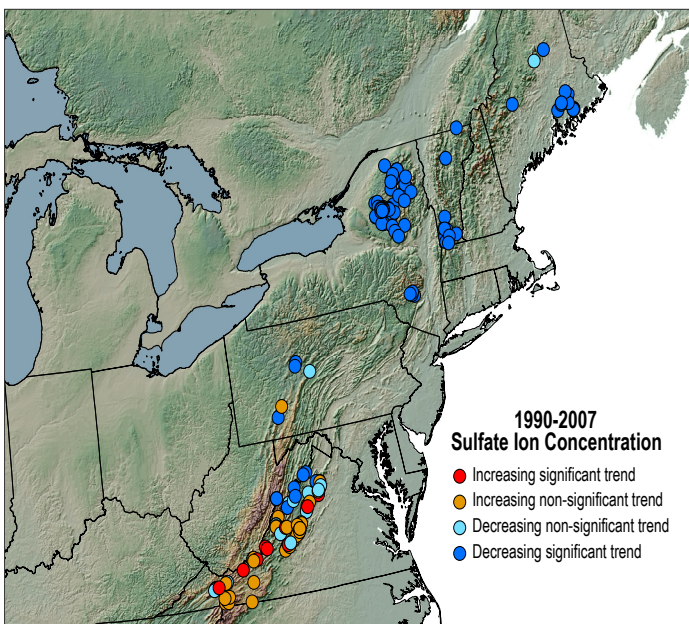 1990-2007
Sulfate Ion Concentration
Increasing significant trend
Increasing non-significant trend
Decreasing non-significant trend
Decreasing significant trend